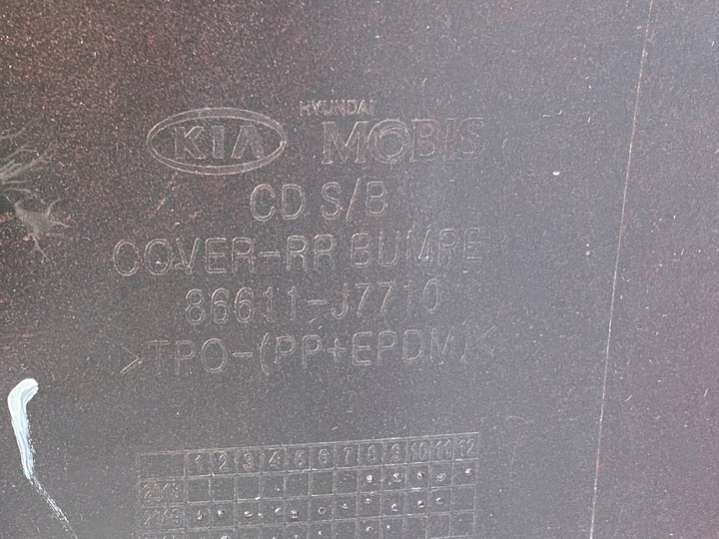 KIA HYUNDAI MOBIS
CD S/B
COVER-RR BUMPE
86611-J7710
>TPO-(PP+EPDM)<
1 2 3 4 5 6 7 8 9 10 11 12